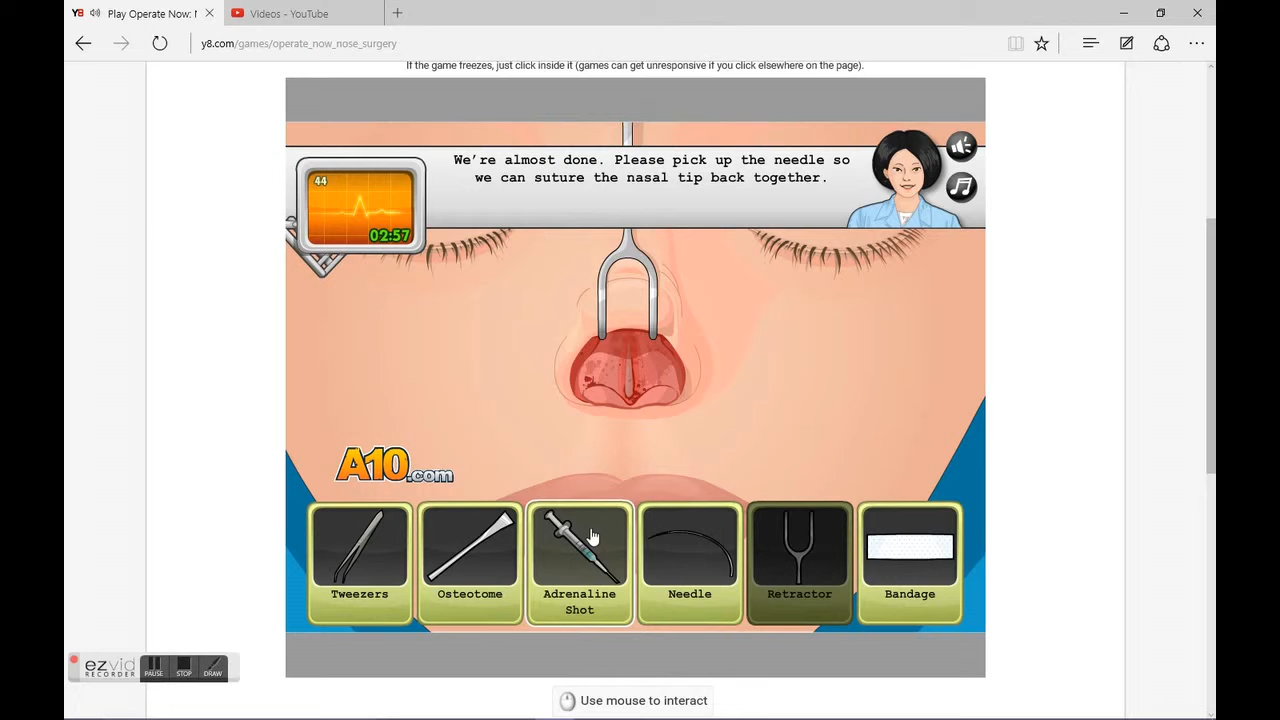 Y8 Play Operate Now: N
Videos - YouTube
y8.com/games/operate_now_nose_surgery
If the game freezes, just click inside it (games can get unresponsive if you click elsewhere on the page).
We're almost done. Please pick up the needle so
we can suture the nasal tip back together.
44
02:57
A10.com
Tweezers
Osteotome
Adrenaline
Shot
Needle
Retractor
Bandage
ezvid
RECORDER
PAUSE
STOP
DRAW
Use mouse to interact